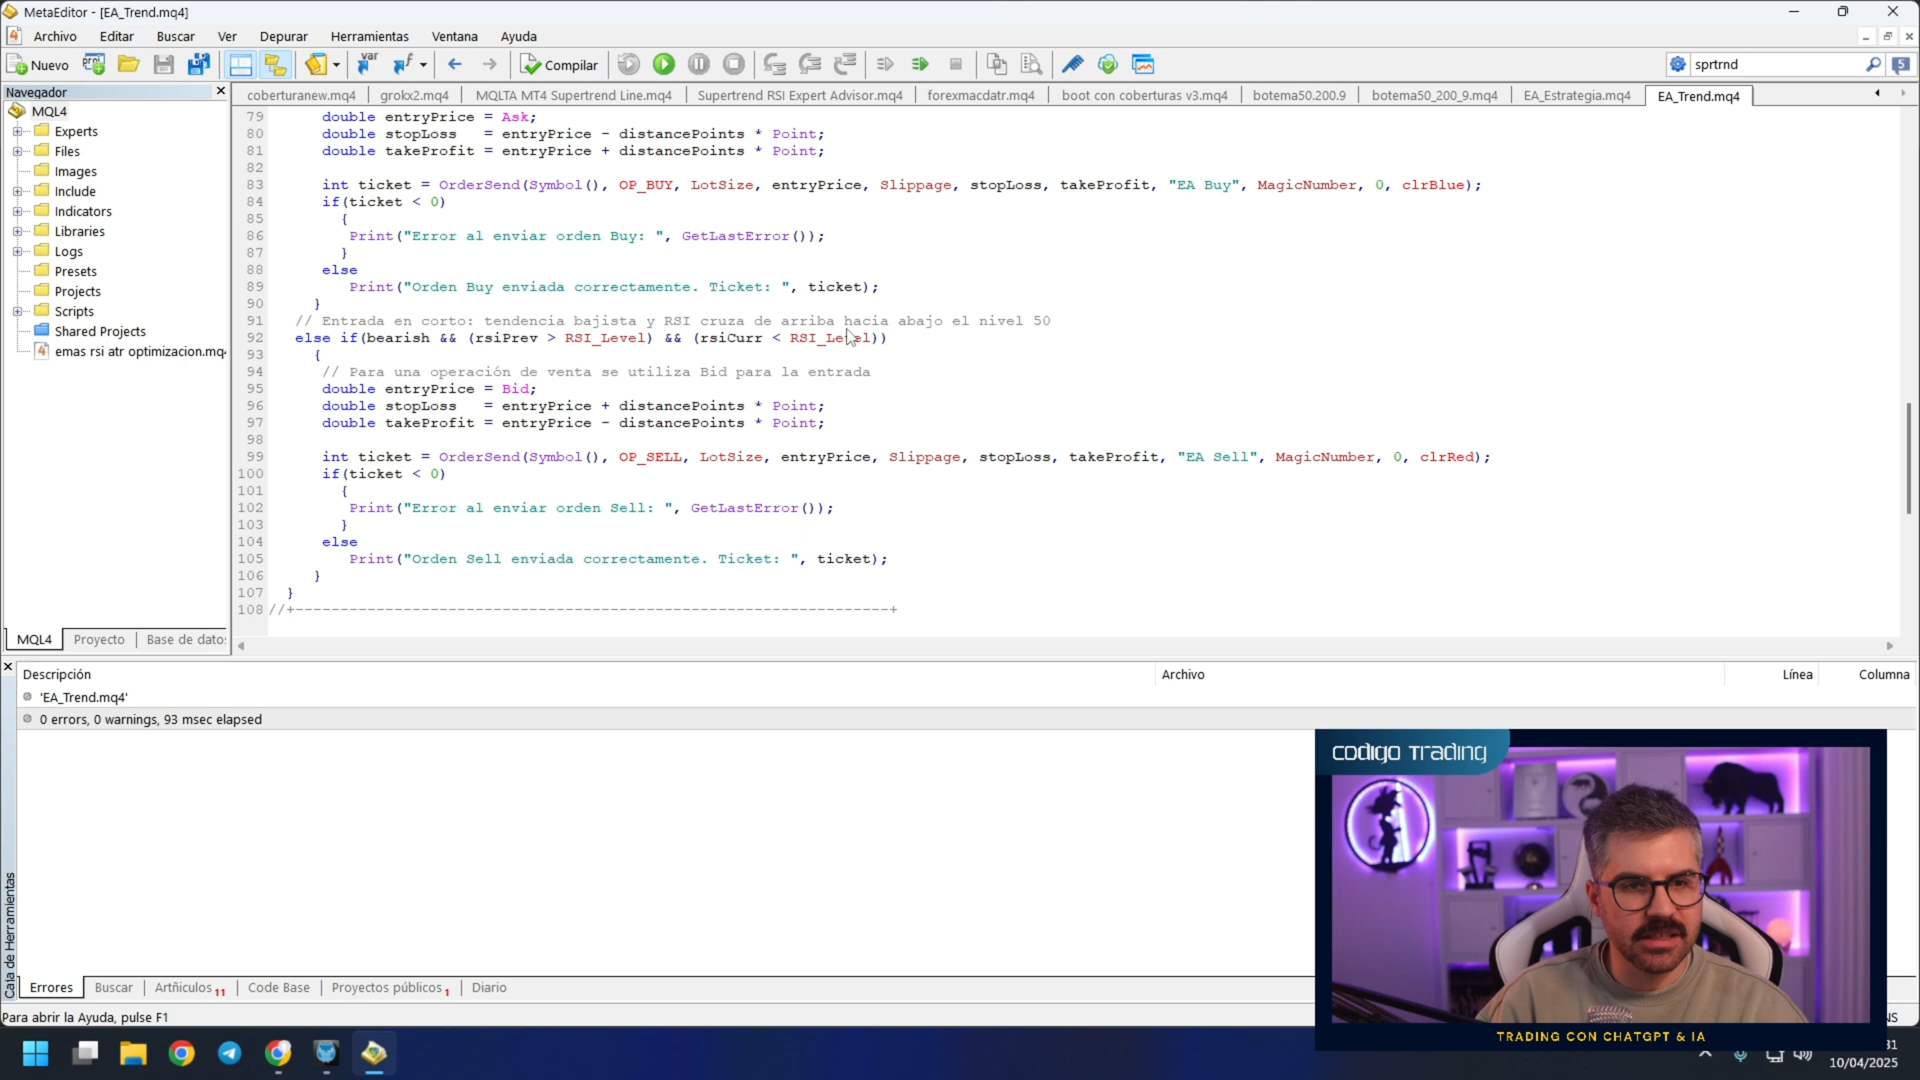 MetaEditor - [EA_Trend.mq4]
Archivo Editar Buscar Ver Depurar Herramientas Ventana Ayuda
Nuevo Compilar sprtrnd
Navegador
coberturanew.mq4 grokx2.mq4 MQLTA MT4 Supertrend Line.mq4 Supertrend RSI Expert Advisor.mq4 forexmacdatr.mq4 boot con coberturas v3.mq4 botema50.200.9 botema50_200_9.mq4 EA_Estrategia.mq4 EA_Trend.mq4
MQL4
Experts
Files
Images
Include
Indicators
Libraries
Logs
Presets
Projects
Scripts
Shared Projects
emas rsi atr optimizacion.mq4
MQL4 Proyecto Base de datos
79 double entryPrice = Ask;
80 double stopLoss   = entryPrice - distancePoints * Point;
81 double takeProfit = entryPrice + distancePoints * Point;
82
83 int ticket = OrderSend(Symbol(), OP_BUY, LotSize, entryPrice, Slippage, stopLoss, takeProfit, "EA Buy", MagicNumber, 0, clrBlue);
84 if(ticket < 0)
85 {
86 Print("Error al enviar orden Buy: ", GetLastError());
87 }
88 else
89 Print("Orden Buy enviada correctamente. Ticket: ", ticket);
90 }
91 // Entrada en corto: tendencia bajista y RSI cruza de arriba hacia abajo el nivel 50
92 else if(bearish && (rsiPrev > RSI_Level) && (rsiCurr < RSI_Level))
93 {
94 // Para una operación de venta se utiliza Bid para la entrada
95 double entryPrice = Bid;
96 double stopLoss   = entryPrice + distancePoints * Point;
97 double takeProfit = entryPrice - distancePoints * Point;
98
99 int ticket = OrderSend(Symbol(), OP_SELL, LotSize, entryPrice, Slippage, stopLoss, takeProfit, "EA Sell", MagicNumber, 0, clrRed);
100 if(ticket < 0)
101 {
102 Print("Error al enviar orden Sell: ", GetLastError());
103 }
104 else
105 Print("Orden Sell enviada correctamente. Ticket: ", ticket);
106 }
107 }
108 //+------------------------------------------------------------------+
Descripción Archivo Línea Columna
'EA_Trend.mq4'
0 errors, 0 warnings, 93 msec elapsed
Caja de Herramientas
Errores Buscar Artñiculos 11 Code Base Proyectos públicos 1 Diario
Para abrir la Ayuda, pulse F1
codigo Trading
TRADING CON CHATGPT & IA
10/04/2025